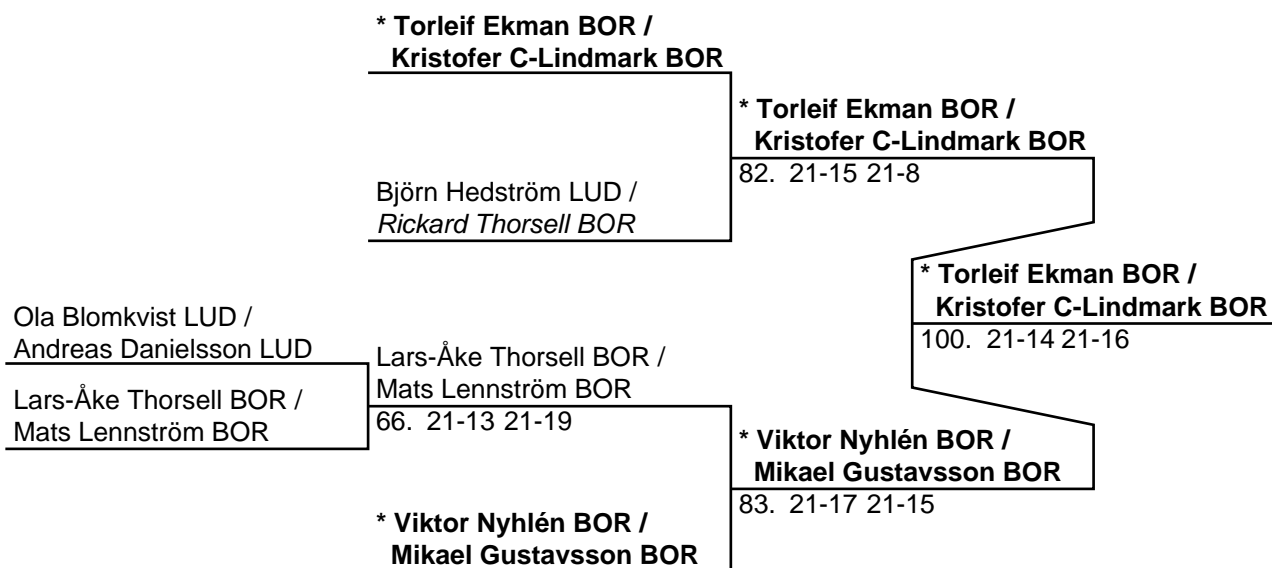 * Torleif Ekman BOR /
Kristofer C-Lindmark BOR
* Torleif Ekman BOR /
Kristofer C-Lindmark BOR
82. 21-15 21-8
Björn Hedström LUD /
Rickard Thorsell BOR
* Torleif Ekman BOR /
Kristofer C-Lindmark BOR
100. 21-14 21-16
Ola Blomkvist LUD /
Andreas Danielsson LUD
Lars-Åke Thorsell BOR /
Mats Lennström BOR
66. 21-13 21-19
Lars-Åke Thorsell BOR /
Mats Lennström BOR
* Viktor Nyhlén BOR /
Mikael Gustavsson BOR
83. 21-17 21-15
* Viktor Nyhlén BOR /
Mikael Gustavsson BOR